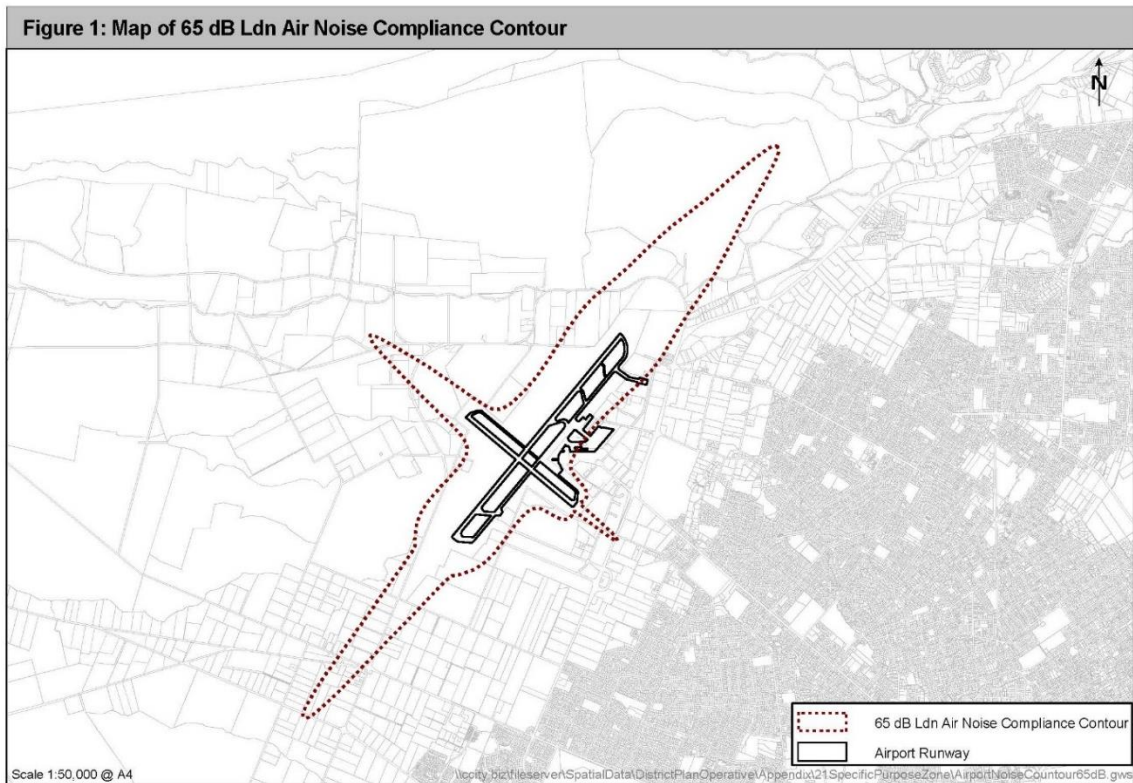 Figure 1: Map of 65 dB Ldn Air Noise Compliance Contour
N
65 dB Ldn Air Noise Compliance Contour
Airport Runway
Scale 1:50,000 @ A4
\\ccity.biz\fileserver\SpatialData\DistrictPlanOperative\Appendix\21SpecificPurposeZone\AirportNoiseCountour65dB.gws